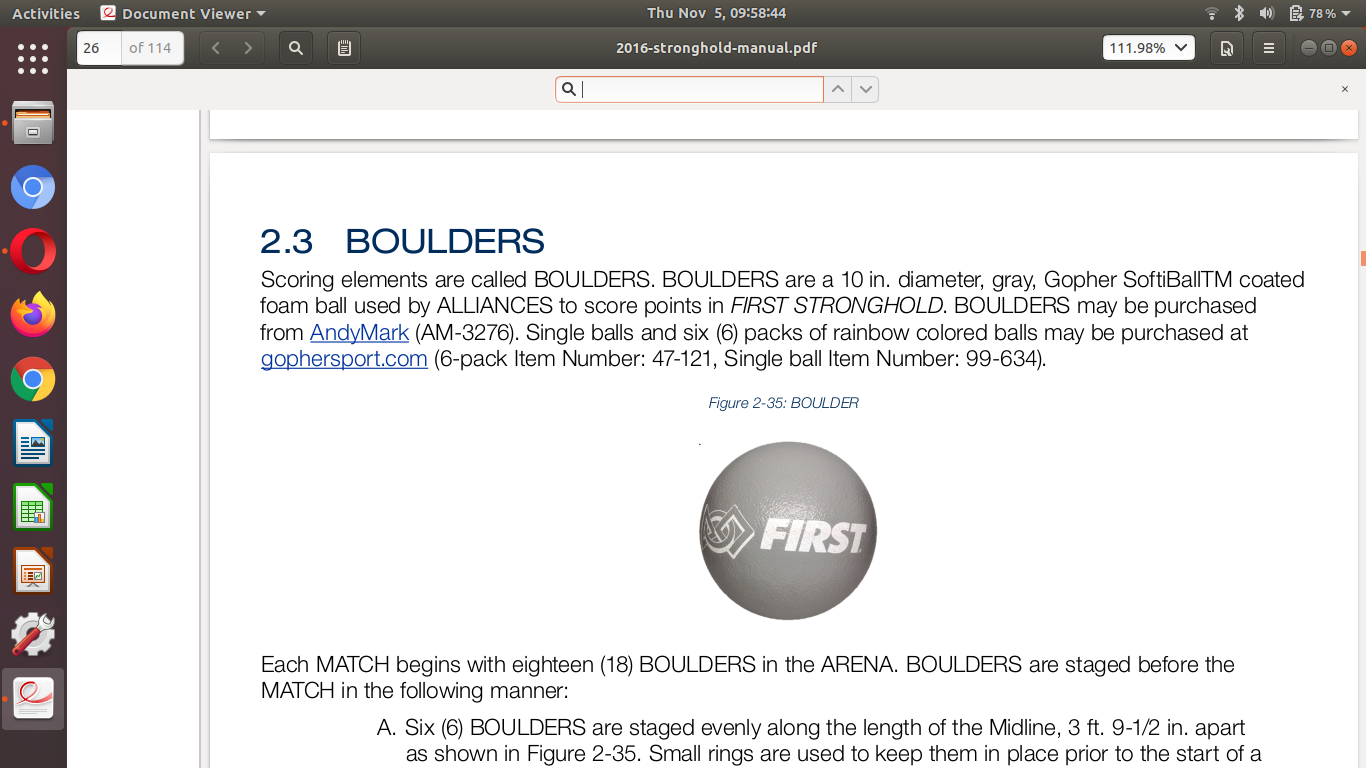 Activities Document Viewer Thu Nov 5, 09:58:44 78 %
26 of 114 2016-stronghold-manual.pdf 111.98%
2.3 BOULDERS
Scoring elements are called BOULDERS. BOULDERS are a 10 in. diameter, gray, Gopher SoftiBallTM coated
foam ball used by ALLIANCES to score points in FIRST STRONGHOLD. BOULDERS may be purchased
from AndyMark (AM-3276). Single balls and six (6) packs of rainbow colored balls may be purchased at
gophersport.com (6-pack Item Number: 47-121, Single ball Item Number: 99-634).
Figure 2-35: BOULDER
FIRST
Each MATCH begins with eighteen (18) BOULDERS in the ARENA. BOULDERS are staged before the
MATCH in the following manner:
A. Six (6) BOULDERS are staged evenly along the length of the Midline, 3 ft. 9-1/2 in. apart
as shown in Figure 2-35. Small rings are used to keep them in place prior to the start of a